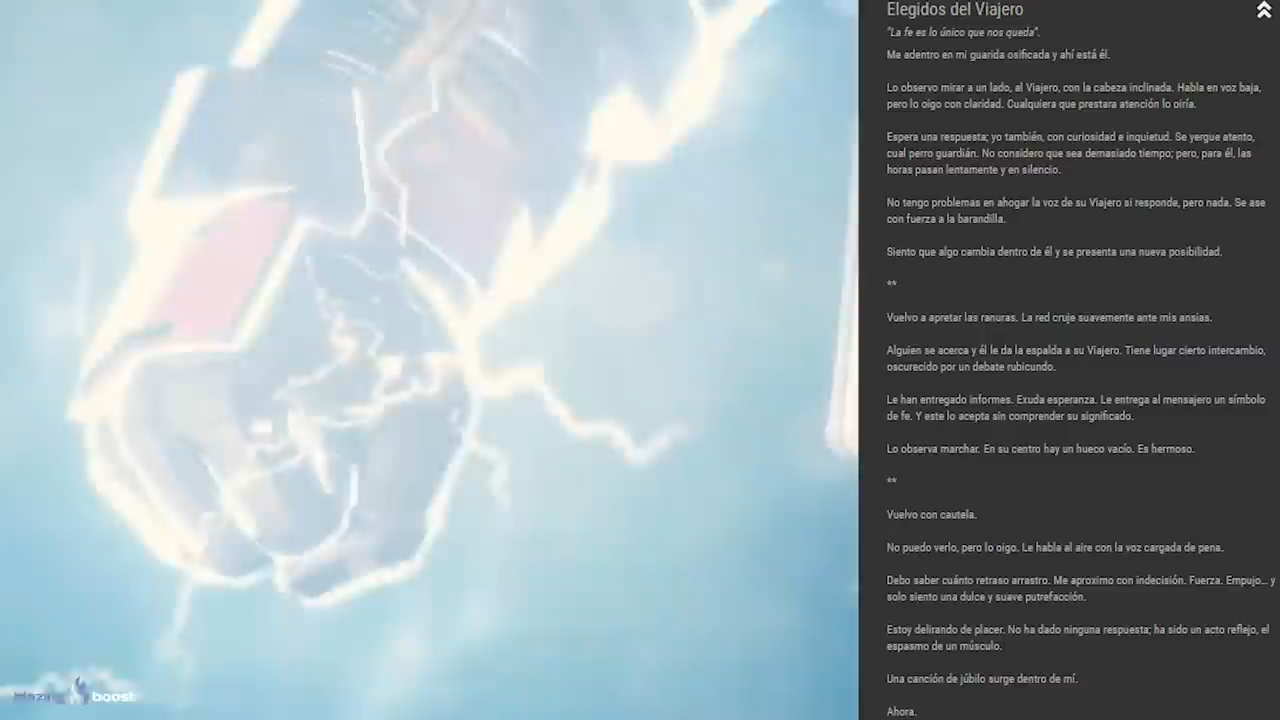 Elegidos del Viajero
"La fe es lo único que nos queda".
Me adentro en mi guarida osificada y ahí está él.
Lo observo mirar a un lado, al Viajero, con la cabeza inclinada. Habla en voz baja,
pero lo oigo con claridad. Cualquiera que prestara atención lo oiría.
Espera una respuesta; yo también, con curiosidad e inquietud. Se yergue atento,
cual perro guardián. No considero que sea demasiado tiempo; pero, para él, las
horas pasan lentamente y en silencio.
No tengo problemas en ahogar la voz de su Viajero si responde, pero nada. Se ase
con fuerza a la barandilla.
Siento que algo cambia dentro de él y se presenta una nueva posibilidad.
**
Vuelvo a apretar las ranuras. La red cruje suavemente ante mis ansias.
Alguien se acerca y él le da la espalda a su Viajero. Tiene lugar cierto intercambio,
oscurecido por un debate rubicundo.
Le han entregado informes. Exuda esperanza. Le entrega al mensajero un símbolo
de fe. Y este lo acepta sin comprender su significado.
Lo observa marchar. En su centro hay un hueco vacío. Es hermoso.
**
Vuelvo con cautela.
No puedo verlo, pero lo oigo. Le habla al aire con la voz cargada de pena.
Debo saber cuánto retraso arrastro. Me aproximo con indecisión. Fuerza. Empujo... y
solo siento una dulce y suave putrefacción.
Estoy delirando de placer. No ha dado ninguna respuesta; ha sido un acto reflejo, el
espasmo de un músculo.
Una canción de júbilo surge dentro de mí.
Ahora.
blazing boost